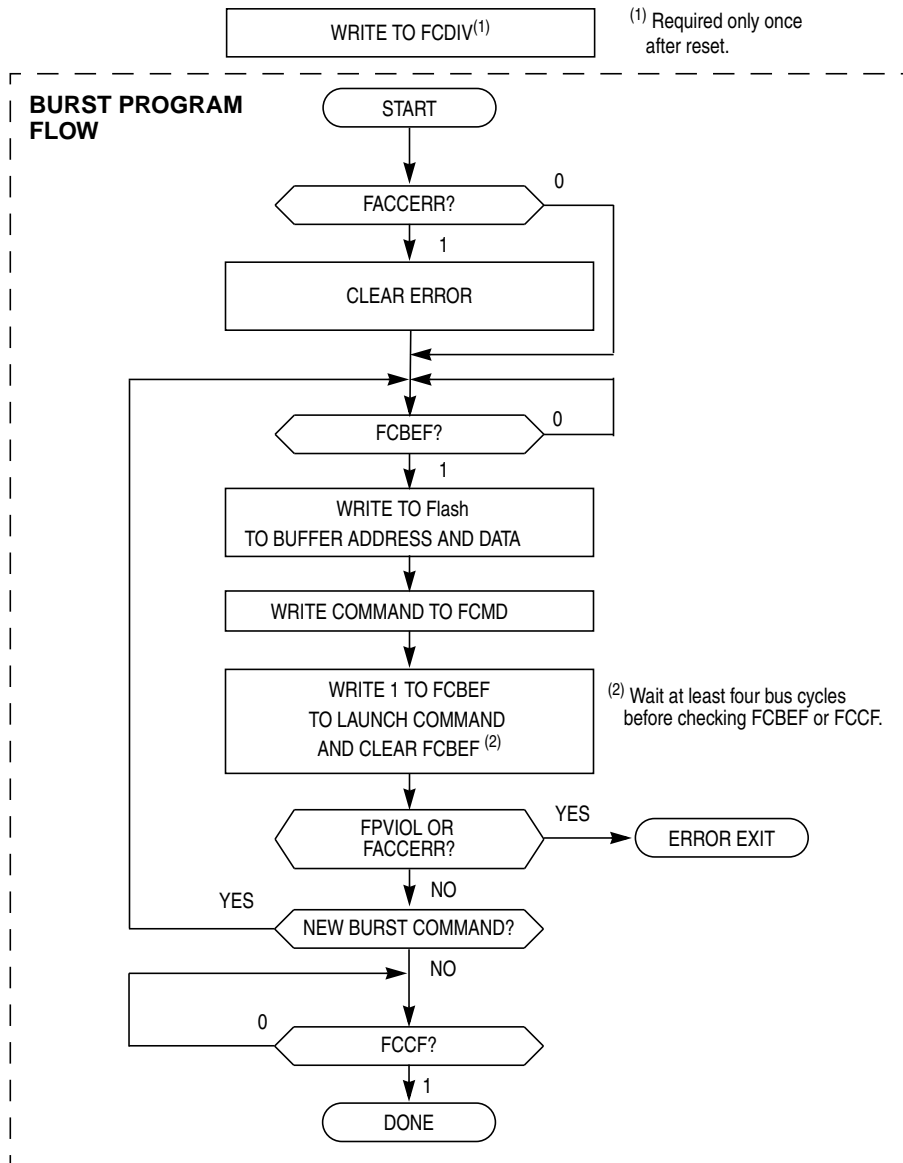 WRITE TO FCDIV(1)
(1) Required only once
after reset.
BURST PROGRAM
FLOW
START
FACCERR?
0
1
CLEAR ERROR
FCBEF?
0
1
WRITE TO Flash
TO BUFFER ADDRESS AND DATA
WRITE COMMAND TO FCMD
WRITE 1 TO FCBEF
TO LAUNCH COMMAND
AND CLEAR FCBEF (2)
(2) Wait at least four bus cycles
before checking FCBEF or FCCF.
FPVIOL OR
FACCERR?
YES
ERROR EXIT
NO
YES
NEW BURST COMMAND?
NO
0
FCCF?
1
DONE